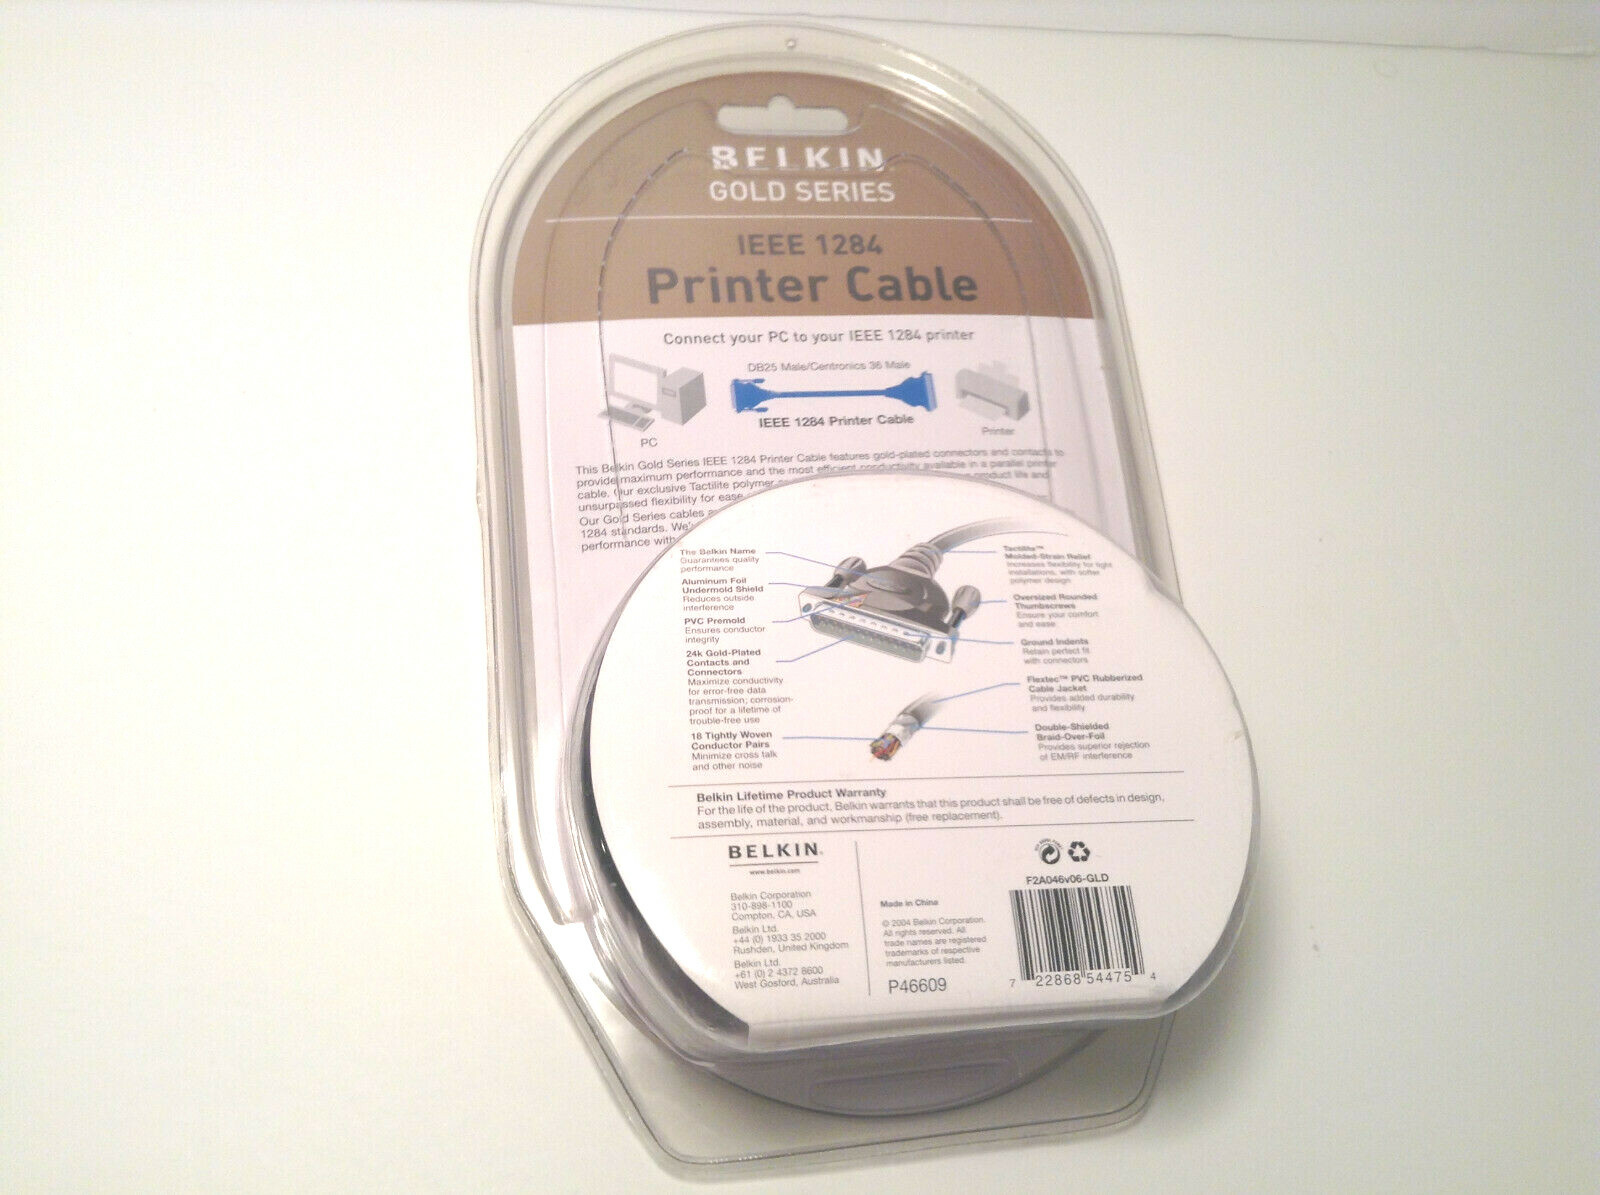 BELKIN
GOLD SERIES
IEEE 1284
Printer Cable
Connect your PC to your IEEE 1284 printer
DB25 Male/Centronics 36 Male
IEEE 1284 Printer Cable
PC
Printer
This Belkin Gold Series IEEE 1284 Printer Cable features gold-plated connectors and contacts to
provide maximum performance and the most efficient conductivity available in a parallel printer
cable. Our exclusive Tactilite polymer product life and
unsurpassed flexibility for ease
Our Gold Series cables
1284 standards. We'
performance with
The Belkin Name
Guarantees quality
performance
Aluminum Foil
Undermold Shield
Reduces outside
interference
PVC Premold
Ensures conductor
integrity
24k Gold-Plated
Contacts and
Connectors
Maximize conductivity
for error-free data
transmission; corrosion-
proof for a lifetime of
trouble-free use
18 Tightly Woven
Conductor Pairs
Minimize cross talk
and other noise
Tactilite™
Molded-Strain Relief
Increases flexibility for tight
installations, with softer
polymer design
Oversized Rounded
Thumbscrews
Ensure your comfort
and ease
Ground Indents
Retain perfect fit
with connectors
Flextec™ PVC Rubberized
Cable Jacket
Provides added durability
and flexibility
Double-Shielded
Braid-Over-Foil
Provides superior rejection
of EM/RF interference
Belkin Lifetime Product Warranty
For the life of the product, Belkin warrants that this product shall be free of defects in design,
assembly, material, and workmanship (free replacement).
BELKIN®
www.belkin.com
Belkin Corporation
310-898-1100
Compton, CA, USA
Belkin Ltd.
+44 (0) 1933 35 2000
Rushden, United Kingdom
Belkin Ltd.
+61 (0) 2 4372 8600
West Gosford, Australia
Made in China
© 2004 Belkin Corporation.
All rights reserved. All
trade names are registered
trademarks of respective
manufacturers listed.
P46609
F2A046v06-GLD
7 22868 54475 4